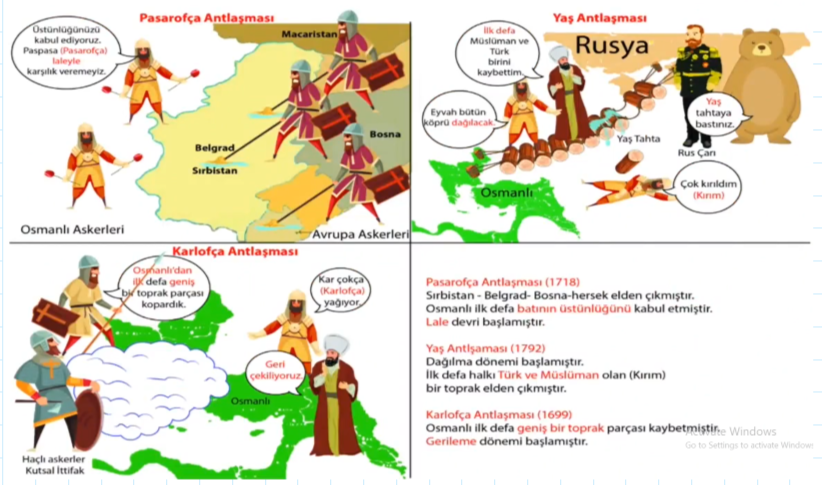 Pasarofça Antlaşması
Üstünlüğünüzü
kabul ediyoruz.
Paspasa (Pasarofça)
laleyle
karşılık veremeyiz.
Macaristan
Belgrad
Sırbistan
Bosna
Osmanlı Askerleri
Avrupa Askerleri
Yaş Antlaşması
İlk defa
Müslüman ve
Türk
birini
kaybettim.
Rusya
Eyvah bütün
köprü dağılacak.
Yaş
tahtaya
bastınız.
Yaş Tahta
Rus Çarı
Osmanlı
Çok kırıldım
(Kırım)
Karlofça Antlaşması
Osmanlı'dan
ilk defa geniş
bir toprak parçası
kopardık.
Kar çokça
(Karlofça)
yağıyor.
Geri
çekiliyoruz.
Osmanlı
Haçlı askerler
Kutsal İttifak
Pasarofça Antlaşması (1718)
Sırbistan - Belgrad- Bosna-hersek elden çıkmıştır.
Osmanlı ilk defa batının üstünlüğünü kabul etmiştir.
Lale devri başlamıştır.
Yaş Antlşaması (1792)
Dağılma dönemi başlamıştır.
İlk defa halkı Türk ve Müslüman olan (Kırım)
bir toprak elden çıkmıştır.
Karlofça Antlaşması (1699)
Osmanlı ilk defa geniş bir toprak parçası kaybetmiştir.
Gerileme dönemi başlamıştır.
Activate Windows
Go to Settings to activate Windows